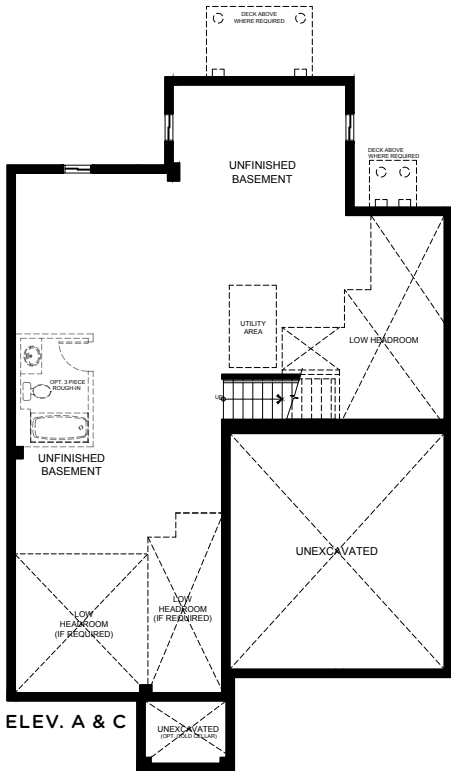 DECK ABOVE
WHERE REQUIRED
DECK ABOVE
WHERE REQUIRED
UNFINISHED
BASEMENT
UTILITY
AREA
LOW HEADROOM
OPT. 3 PIECE
ROUGH-IN
UP
UNFINISHED
BASEMENT
UNEXCAVATED
LOW
HEADROOM
(IF REQUIRED)
LOW
HEADROOM
(IF REQUIRED)
ELEV. A & C
UNEXCAVATED
(OPT. COLD CELLAR)